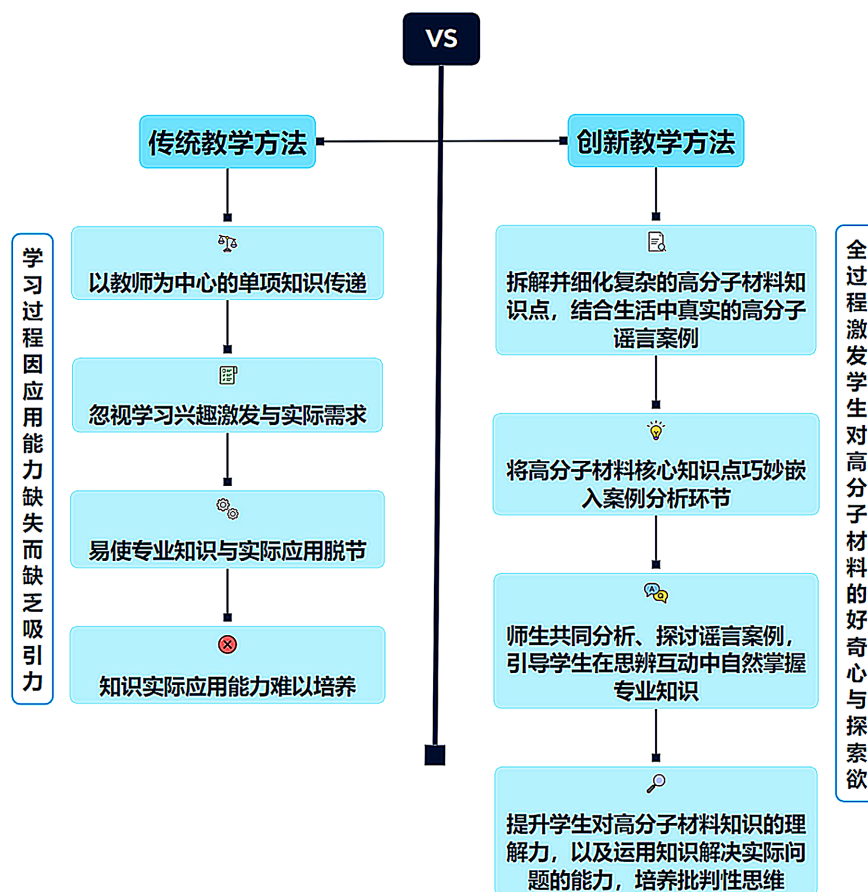 VS
传统教学方法
创新教学方法
学习过程因应用能力缺失而缺乏吸引力
以教师为中心的单项知识传递
忽视学习兴趣激发与实际需求
易使专业知识与实际应用脱节
知识实际应用能力难以培养
拆解并细化复杂的高分子材料知
识点，结合生活中真实的高分子
谣言案例
将高分子材料核心知识点巧妙嵌
入案例分析环节
A
Q
师生共同分析、探讨谣言案例，
引导学生在思辨互动中自然掌握
专业知识
提升学生对高分子材料知识的理
解力，以及运用知识解决实际问
题的能力，培养批判性思维
全过程激发学生对高分子材料的好奇心与探索欲